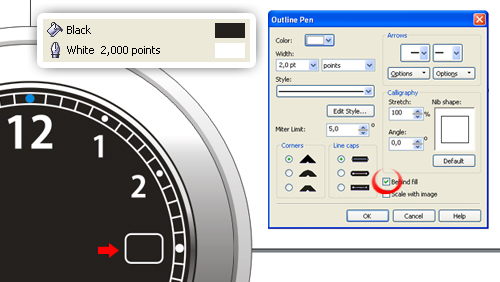 Black
White 2,000 points
12
1
2
Outline Pen
Color:
Width:
2,0 pt
points
Style:
Edit Style...
Miter Limit:
5,0
°
Corners
Line caps
Arrows
Options
Options
Calligraphy
Stretch:
100
%
Nib shape:
Angle:
0,0
°
Default
Behind fill
Scale with image
OK
Cancel
Help